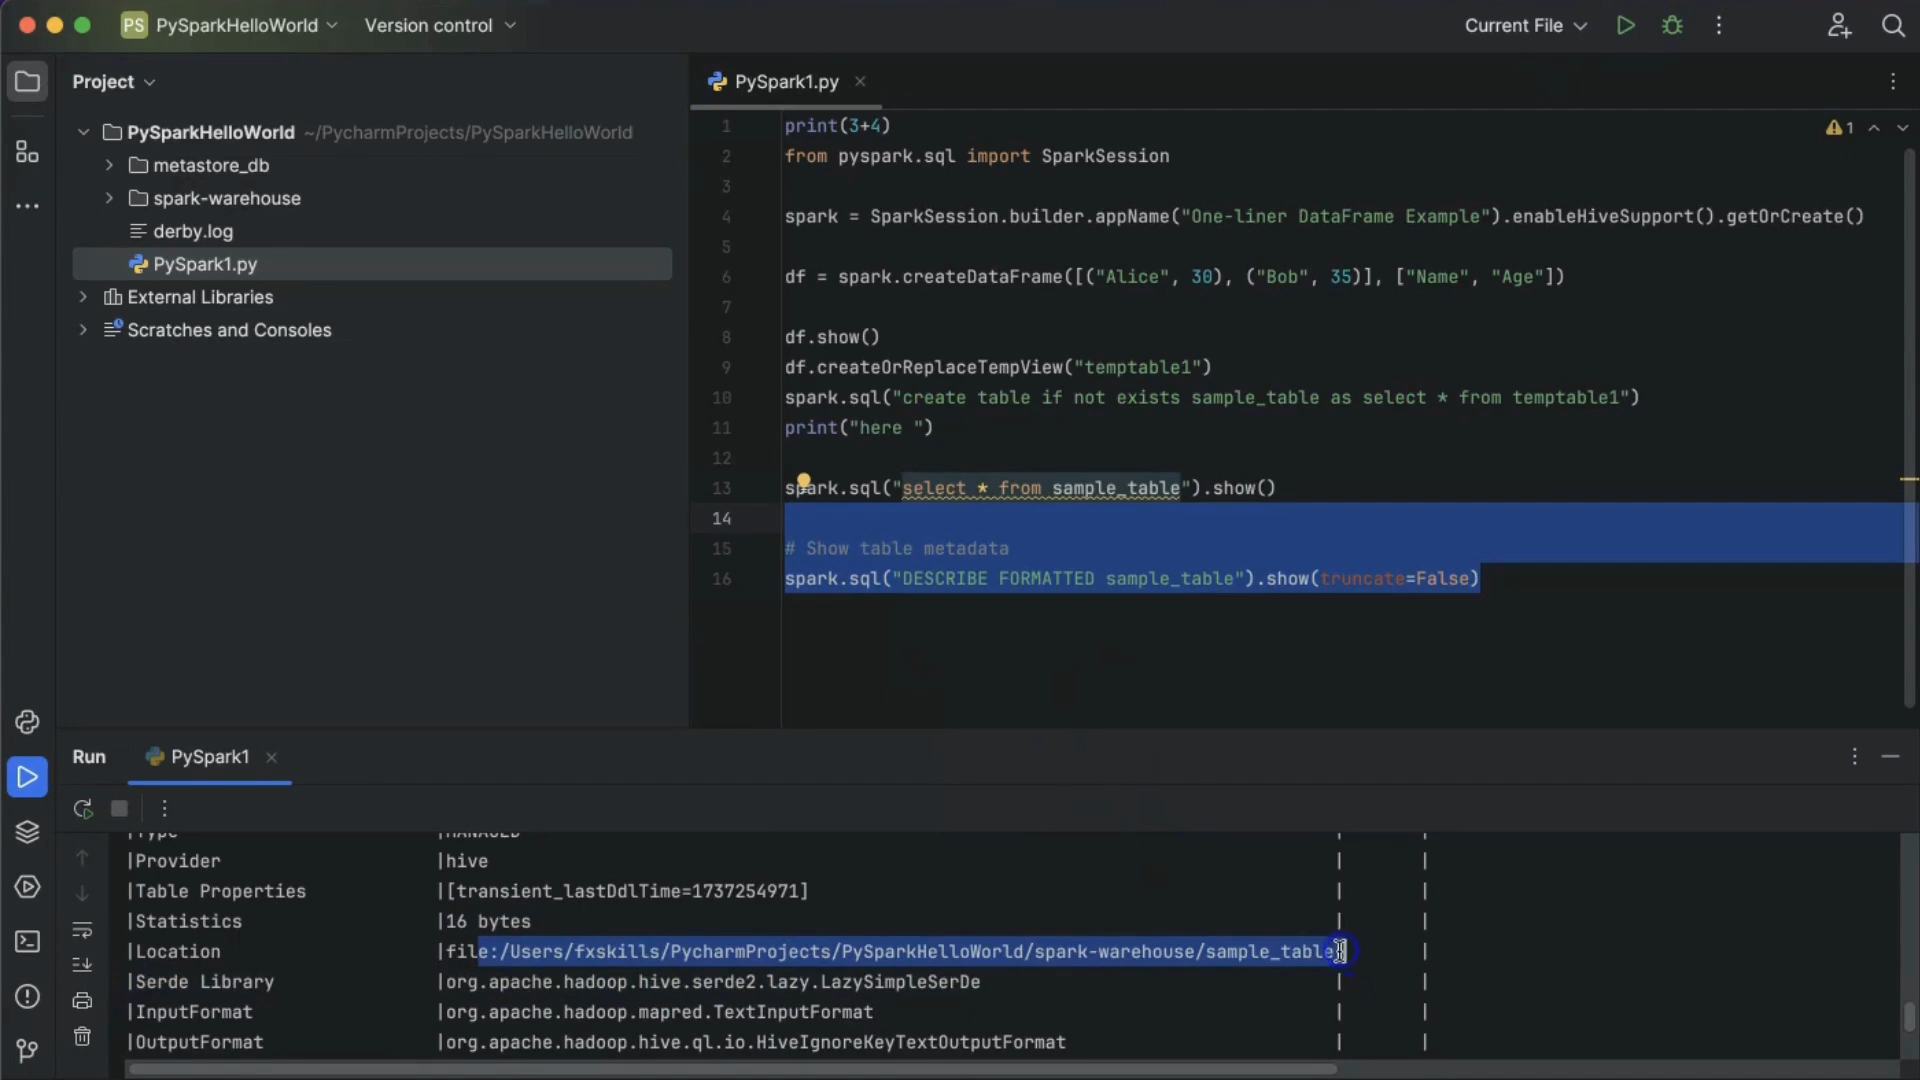 PS PySparkHelloWorld Version control Current File
Project
PySpark1.py
PySparkHelloWorld ~/PycharmProjects/PySparkHelloWorld
metastore_db
spark-warehouse
derby.log
PySpark1.py
External Libraries
Scratches and Consoles
1 print(3+4)
2 from pyspark.sql import SparkSession
3
4 spark = SparkSession.builder.appName("One-liner DataFrame Example").enableHiveSupport().getOrCreate()
5
6 df = spark.createDataFrame([("Alice", 30), ("Bob", 35)], ["Name", "Age"])
7
8 df.show()
9 df.createOrReplaceTempView("temptable1")
10 spark.sql("create table if not exists sample_table as select * from temptable1")
11 print("here ")
12
13 spark.sql("select * from sample_table").show()
14
15 # Show table metadata
16 spark.sql("DESCRIBE FORMATTED sample_table").show(truncate=False)
1
Run PySpark1
|Type |MANAGED | |
|Provider |hive | |
|Table Properties |[transient_lastDdlTime=1737254971] | |
|Statistics |16 bytes | |
|Location |file:/Users/fxskills/PycharmProjects/PySparkHelloWorld/spark-warehouse/sample_table| |
|Serde Library |org.apache.hadoop.hive.serde2.lazy.LazySimpleSerDe | |
|InputFormat |org.apache.hadoop.mapred.TextInputFormat | |
|OutputFormat |org.apache.hadoop.hive.ql.io.HiveIgnoreKeyTextOutputFormat | |